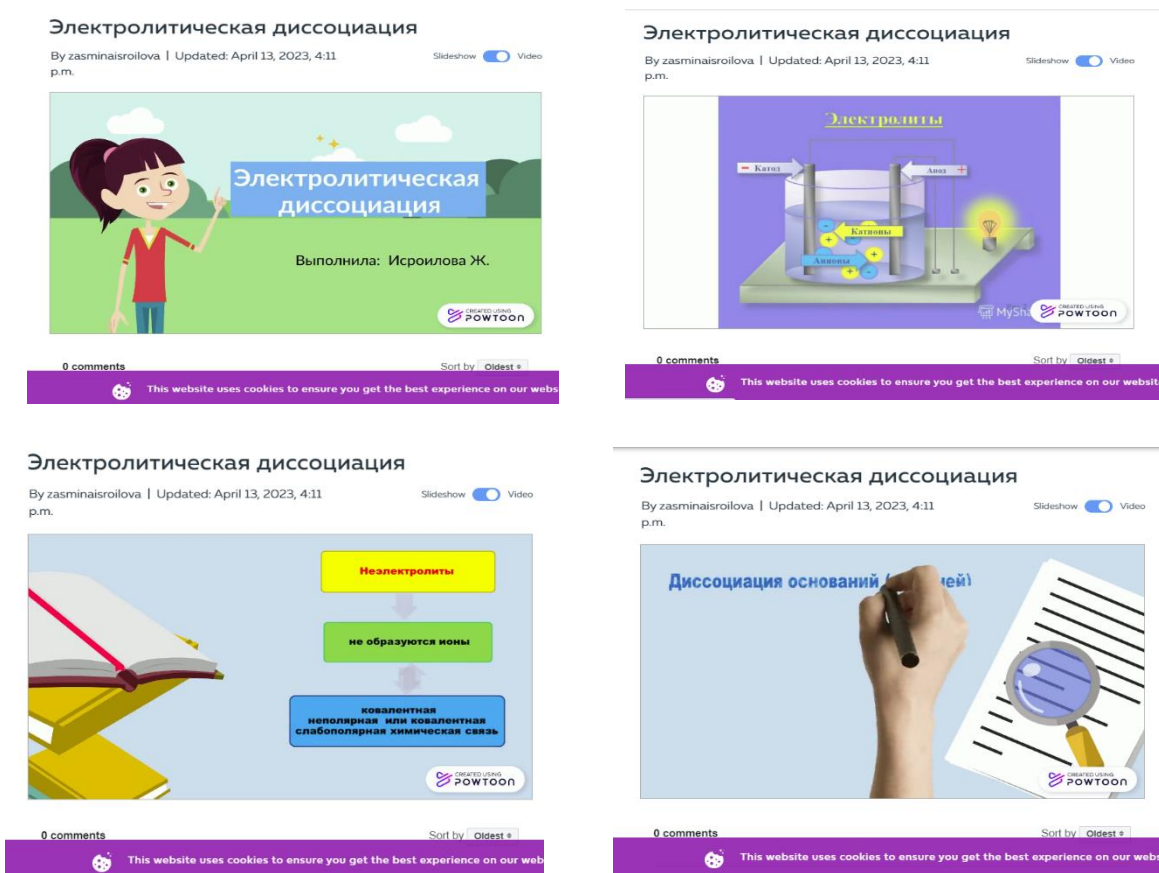 Электролитическая диссоциация
By zasminaisroilova | Updated: April 13, 2023, 4:11
p.m.
Slideshow Video
Электролитическая
диссоциация
Выполнила: Исроилова Ж.
CREATED USING
POWTOON
0 comments
Sort by Oldest
This website uses cookies to ensure you get the best experience on our webs
Электролитическая диссоциация
By zasminaisroilova | Updated: April 13, 2023, 4:11
p.m.
Slideshow Video
Электролиты
− Катод
Анод +
Катионы
Анионы
MySha
CREATED USING
POWTOON
0 comments
Sort by Oldest
This website uses cookies to ensure you get the best experience on our websit
Электролитическая диссоциация
By zasminaisroilova | Updated: April 13, 2023, 4:11
p.m.
Slideshow Video
Неэлектролиты
не образуются ионы
ковалентная
неполярная или ковалентная
слабополярная химическая связь
CREATED USING
POWTOON
0 comments
Sort by Oldest
This website uses cookies to ensure you get the best experience on our web
Электролитическая диссоциация
By zasminaisroilova | Updated: April 13, 2023, 4:11
p.m.
Slideshow Video
Диссоциация оснований ( ей)
CREATED USING
POWTOON
0 comments
Sort by Oldest
This website uses cookies to ensure you get the best experience on our webs